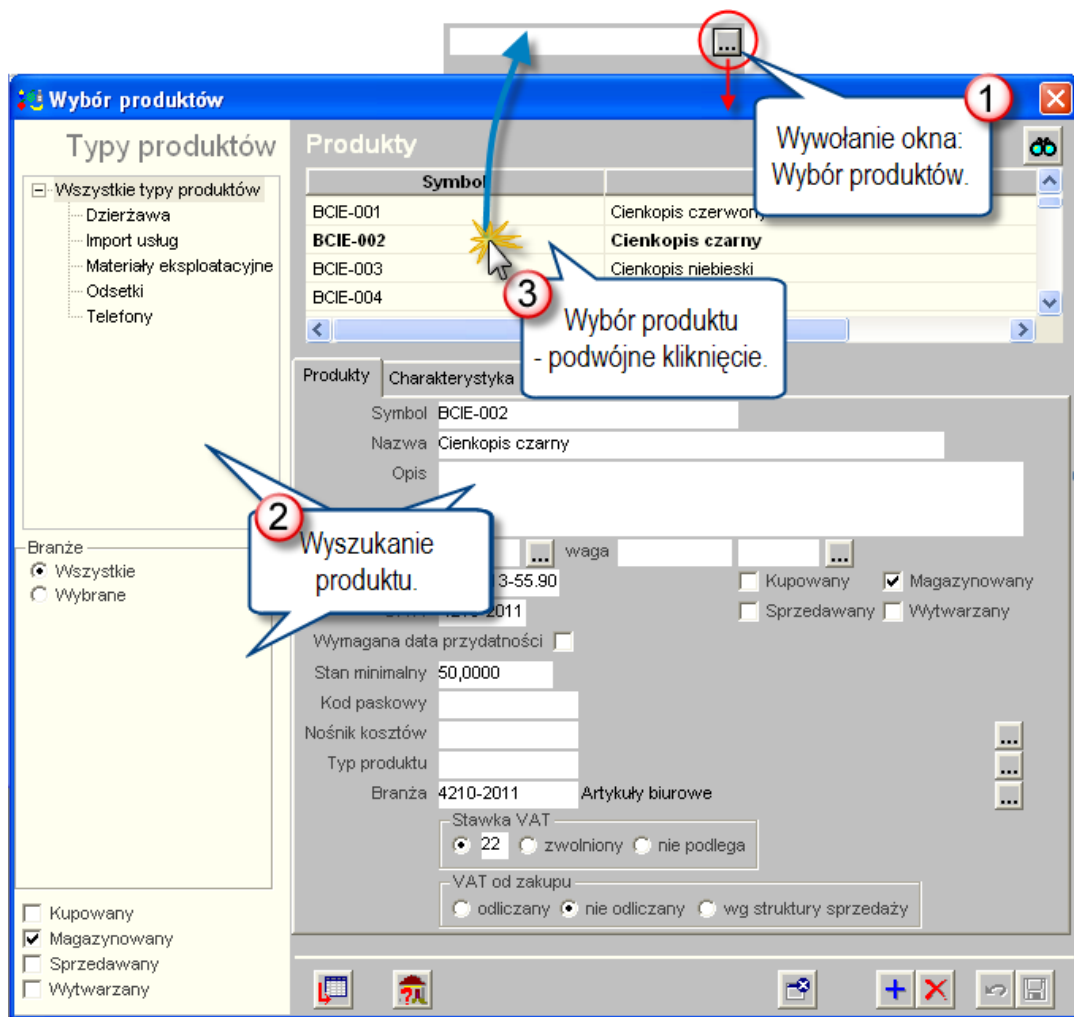 ...
Wybór produktów
1
Wywołanie okna:
Wybór produktów.
Typy produktów
Wszystkie typy produktów
Dzierżawa
Import usług
Materiały eksploatacyjne
Odsetki
Telefony
Produkty
Symbol
BCIE-001 Cienkopis czerwony
BCIE-002 Cienkopis czarny
BCIE-003 Cienkopis niebieski
BCIE-004
3
Wybór produktu
- podwójne kliknięcie.
Produkty Charakterystyka
Symbol BCIE-002
Nazwa Cienkopis czarny
Opis
2
Wyszukanie
produktu.
... waga ...
3-55.90 Kupowany Magazynowany
-2011 Sprzedawany Wytwarzany
Wymagana data przydatności
Stan minimalny 50,0000
Kod paskowy
Nośnik kosztów ...
Typ produktu ...
Branża 4210-2011 Artykuły biurowe ...
Stawka VAT
22 zwolniony nie podlega
VAT od zakupu
odliczany nie odliczany wg struktury sprzedaży
Branże
Wszystkie
Wybrane
Kupowany
Magazynowany
Sprzedawany
Wytwarzany